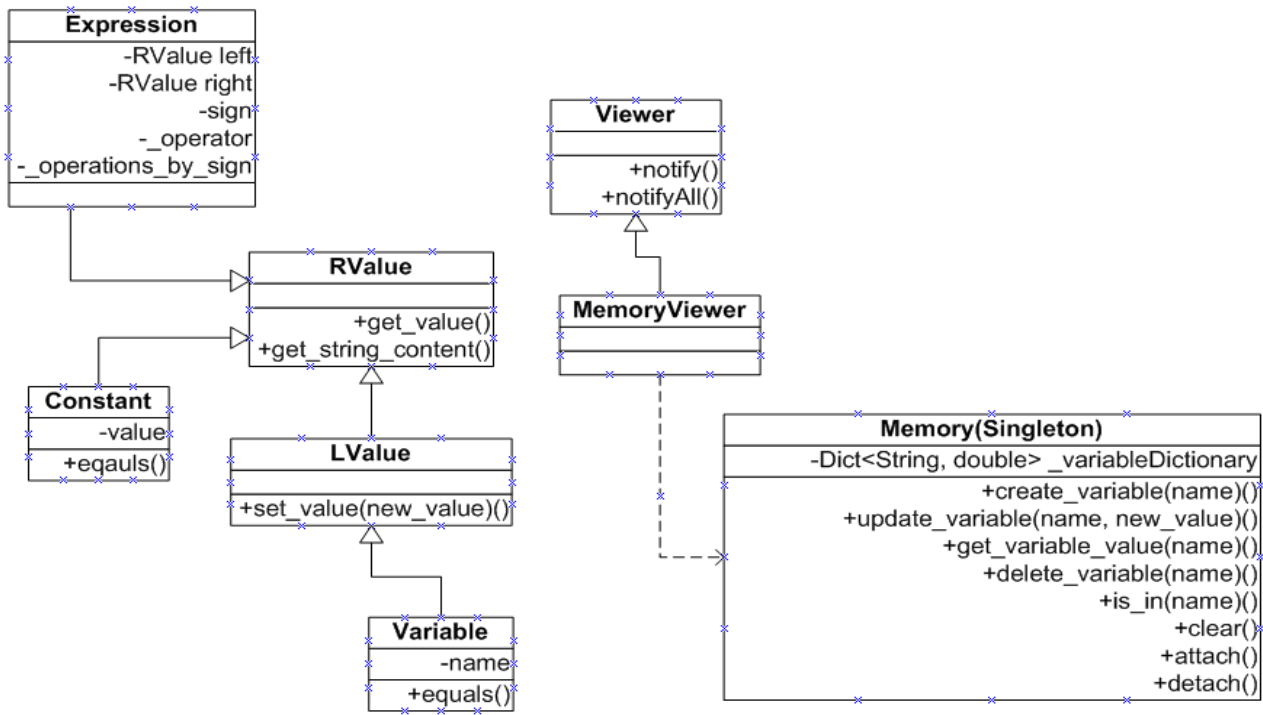 Expression
-RValue left
-RValue right
-sign
-_operator
-_operations_by_sign
Viewer
+notify()
+notifyAll()
RValue
+get_value()
+get_string_content()
MemoryViewer
Constant
-value
+eqauls()
LValue
+set_value(new_value)()
Memory(Singleton)
-Dict<String, double> _variableDictionary
+create_variable(name)()
+update_variable(name, new_value)()
+get_variable_value(name)()
+delete_variable(name)()
+is_in(name)()
+clear()
+attach()
+detach()
Variable
-name
+equals()